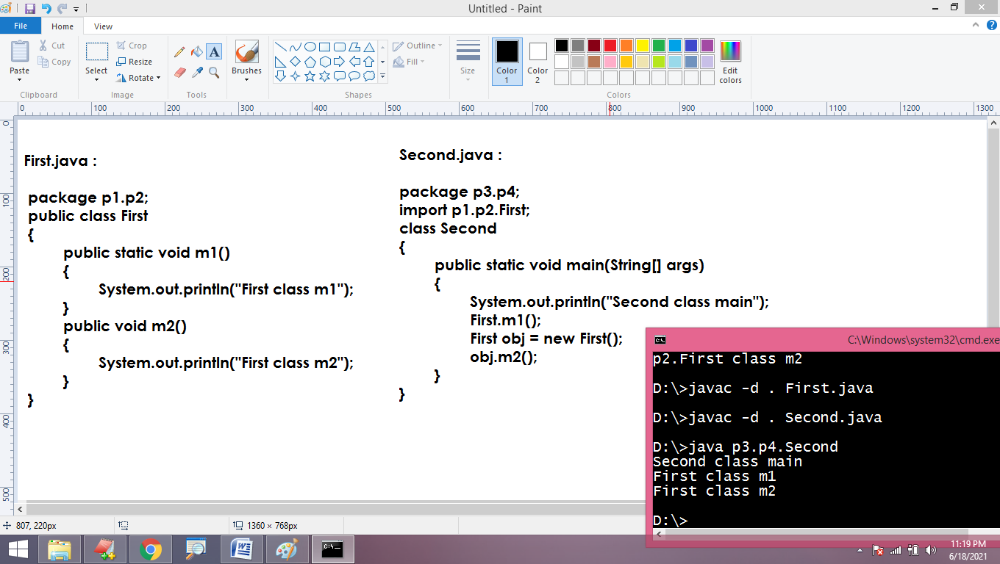 Untitled - Paint
File
Home
View
Paste
Cut
Copy
Clipboard
Select
Crop
Resize
Rotate
Image
A
Tools
Brushes
Shapes
Outline
Fill
Size
Color
1
Color
2
Edit
colors
Colors
0 100 200 300 400 500 600 700 800 900 1000 1100 1200 1300
0
100
200
300
400
500
First.java :
package p1.p2;
public class First
{
public static void m1()
{
System.out.println("First class m1");
}
public void m2()
{
System.out.println("First class m2");
}
}
Second.java :
package p3.p4;
import p1.p2.First;
class Second
{
public static void main(String[] args)
{
System.out.println("Second class main");
First.m1();
First obj = new First();
obj.m2();
}
}
C:\Windows\system32\cmd.exe
p2.First class m2
D:\>javac -d . First.java
D:\>javac -d . Second.java
D:\>java p3.p4.Second
Second class main
First class m1
First class m2
D:\>
807, 220px
1360 × 768px
11:19 PM
6/18/2021